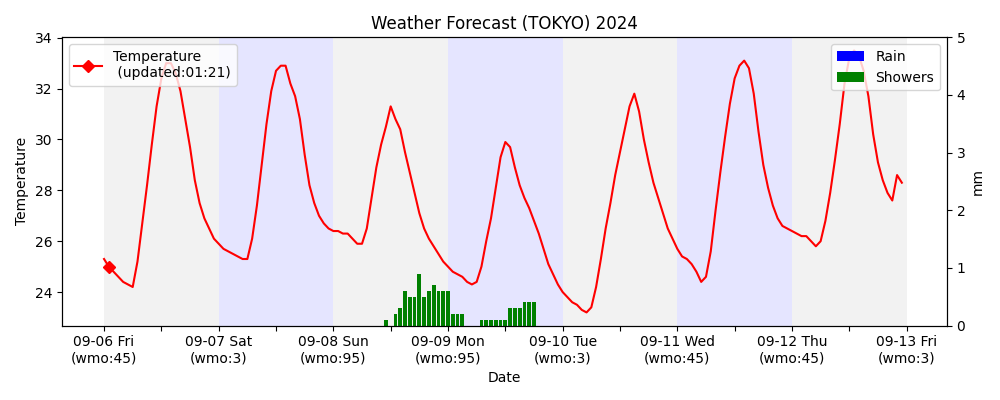 Weather Forecast (TOKYO) 2024
Temperature
(updated:01:21)
Rain
Showers
34
32
30
28
26
24
Temperature
5
4
3
2
1
0
mm
09-06 Fri
(wmo:45)
09-07 Sat
(wmo:3)
09-08 Sun
(wmo:95)
09-09 Mon
(wmo:95)
09-10 Tue
(wmo:3)
09-11 Wed
(wmo:45)
09-12 Thu
(wmo:45)
09-13 Fri
(wmo:3)
Date